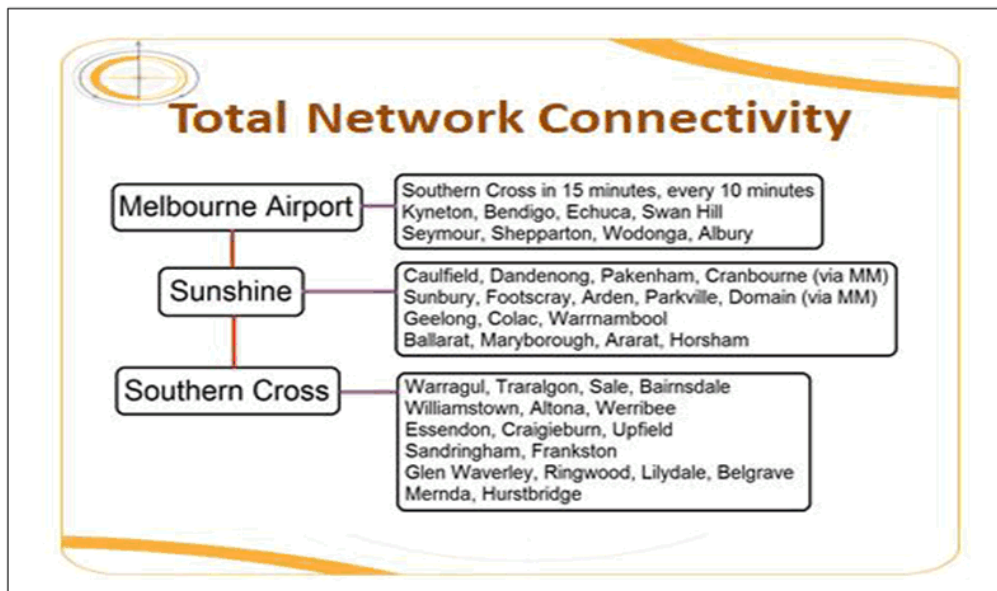 Total Network Connectivity
Melbourne Airport
Southern Cross in 15 minutes, every 10 minutes
Kyneton, Bendigo, Echuca, Swan Hill
Seymour, Shepparton, Wodonga, Albury
Sunshine
Caulfield, Dandenong, Pakenham, Cranbourne (via MM)
Sunbury, Footscray, Arden, Parkville, Domain (via MM)
Geelong, Colac, Warrnambool
Ballarat, Maryborough, Ararat, Horsham
Southern Cross
Warragul, Traralgon, Sale, Bairnsdale
Williamstown, Altona, Werribee
Essendon, Craigieburn, Upfield
Sandringham, Frankston
Glen Waverley, Ringwood, Lilydale, Belgrave
Mernda, Hurstbridge